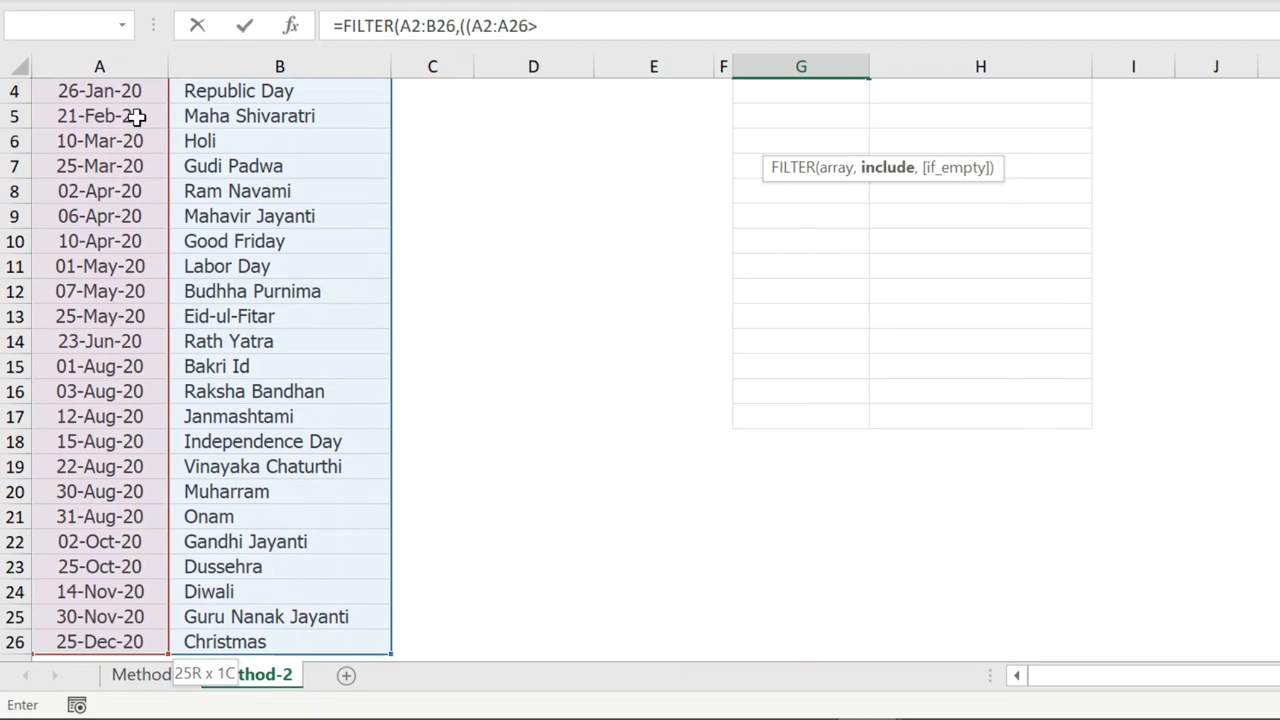 =FILTER(A2:B26,((A2:A26>
A B C D E F G H I J
4 26-Jan-20 Republic Day
5 21-Feb-20 Maha Shivaratri
6 10-Mar-20 Holi
7 25-Mar-20 Gudi Padwa
FILTER(array, include, [if_empty])
8 02-Apr-20 Ram Navami
9 06-Apr-20 Mahavir Jayanti
10 10-Apr-20 Good Friday
11 01-May-20 Labor Day
12 07-May-20 Budhha Purnima
13 25-May-20 Eid-ul-Fitar
14 23-Jun-20 Rath Yatra
15 01-Aug-20 Bakri Id
16 03-Aug-20 Raksha Bandhan
17 12-Aug-20 Janmashtami
18 15-Aug-20 Independence Day
19 22-Aug-20 Vinayaka Chaturthi
20 30-Aug-20 Muharram
21 31-Aug-20 Onam
22 02-Oct-20 Gandhi Jayanti
23 25-Oct-20 Dussehra
24 14-Nov-20 Diwali
25 30-Nov-20 Guru Nanak Jayanti
26 25-Dec-20 Christmas
Method 25R x 1C thod-2
Enter